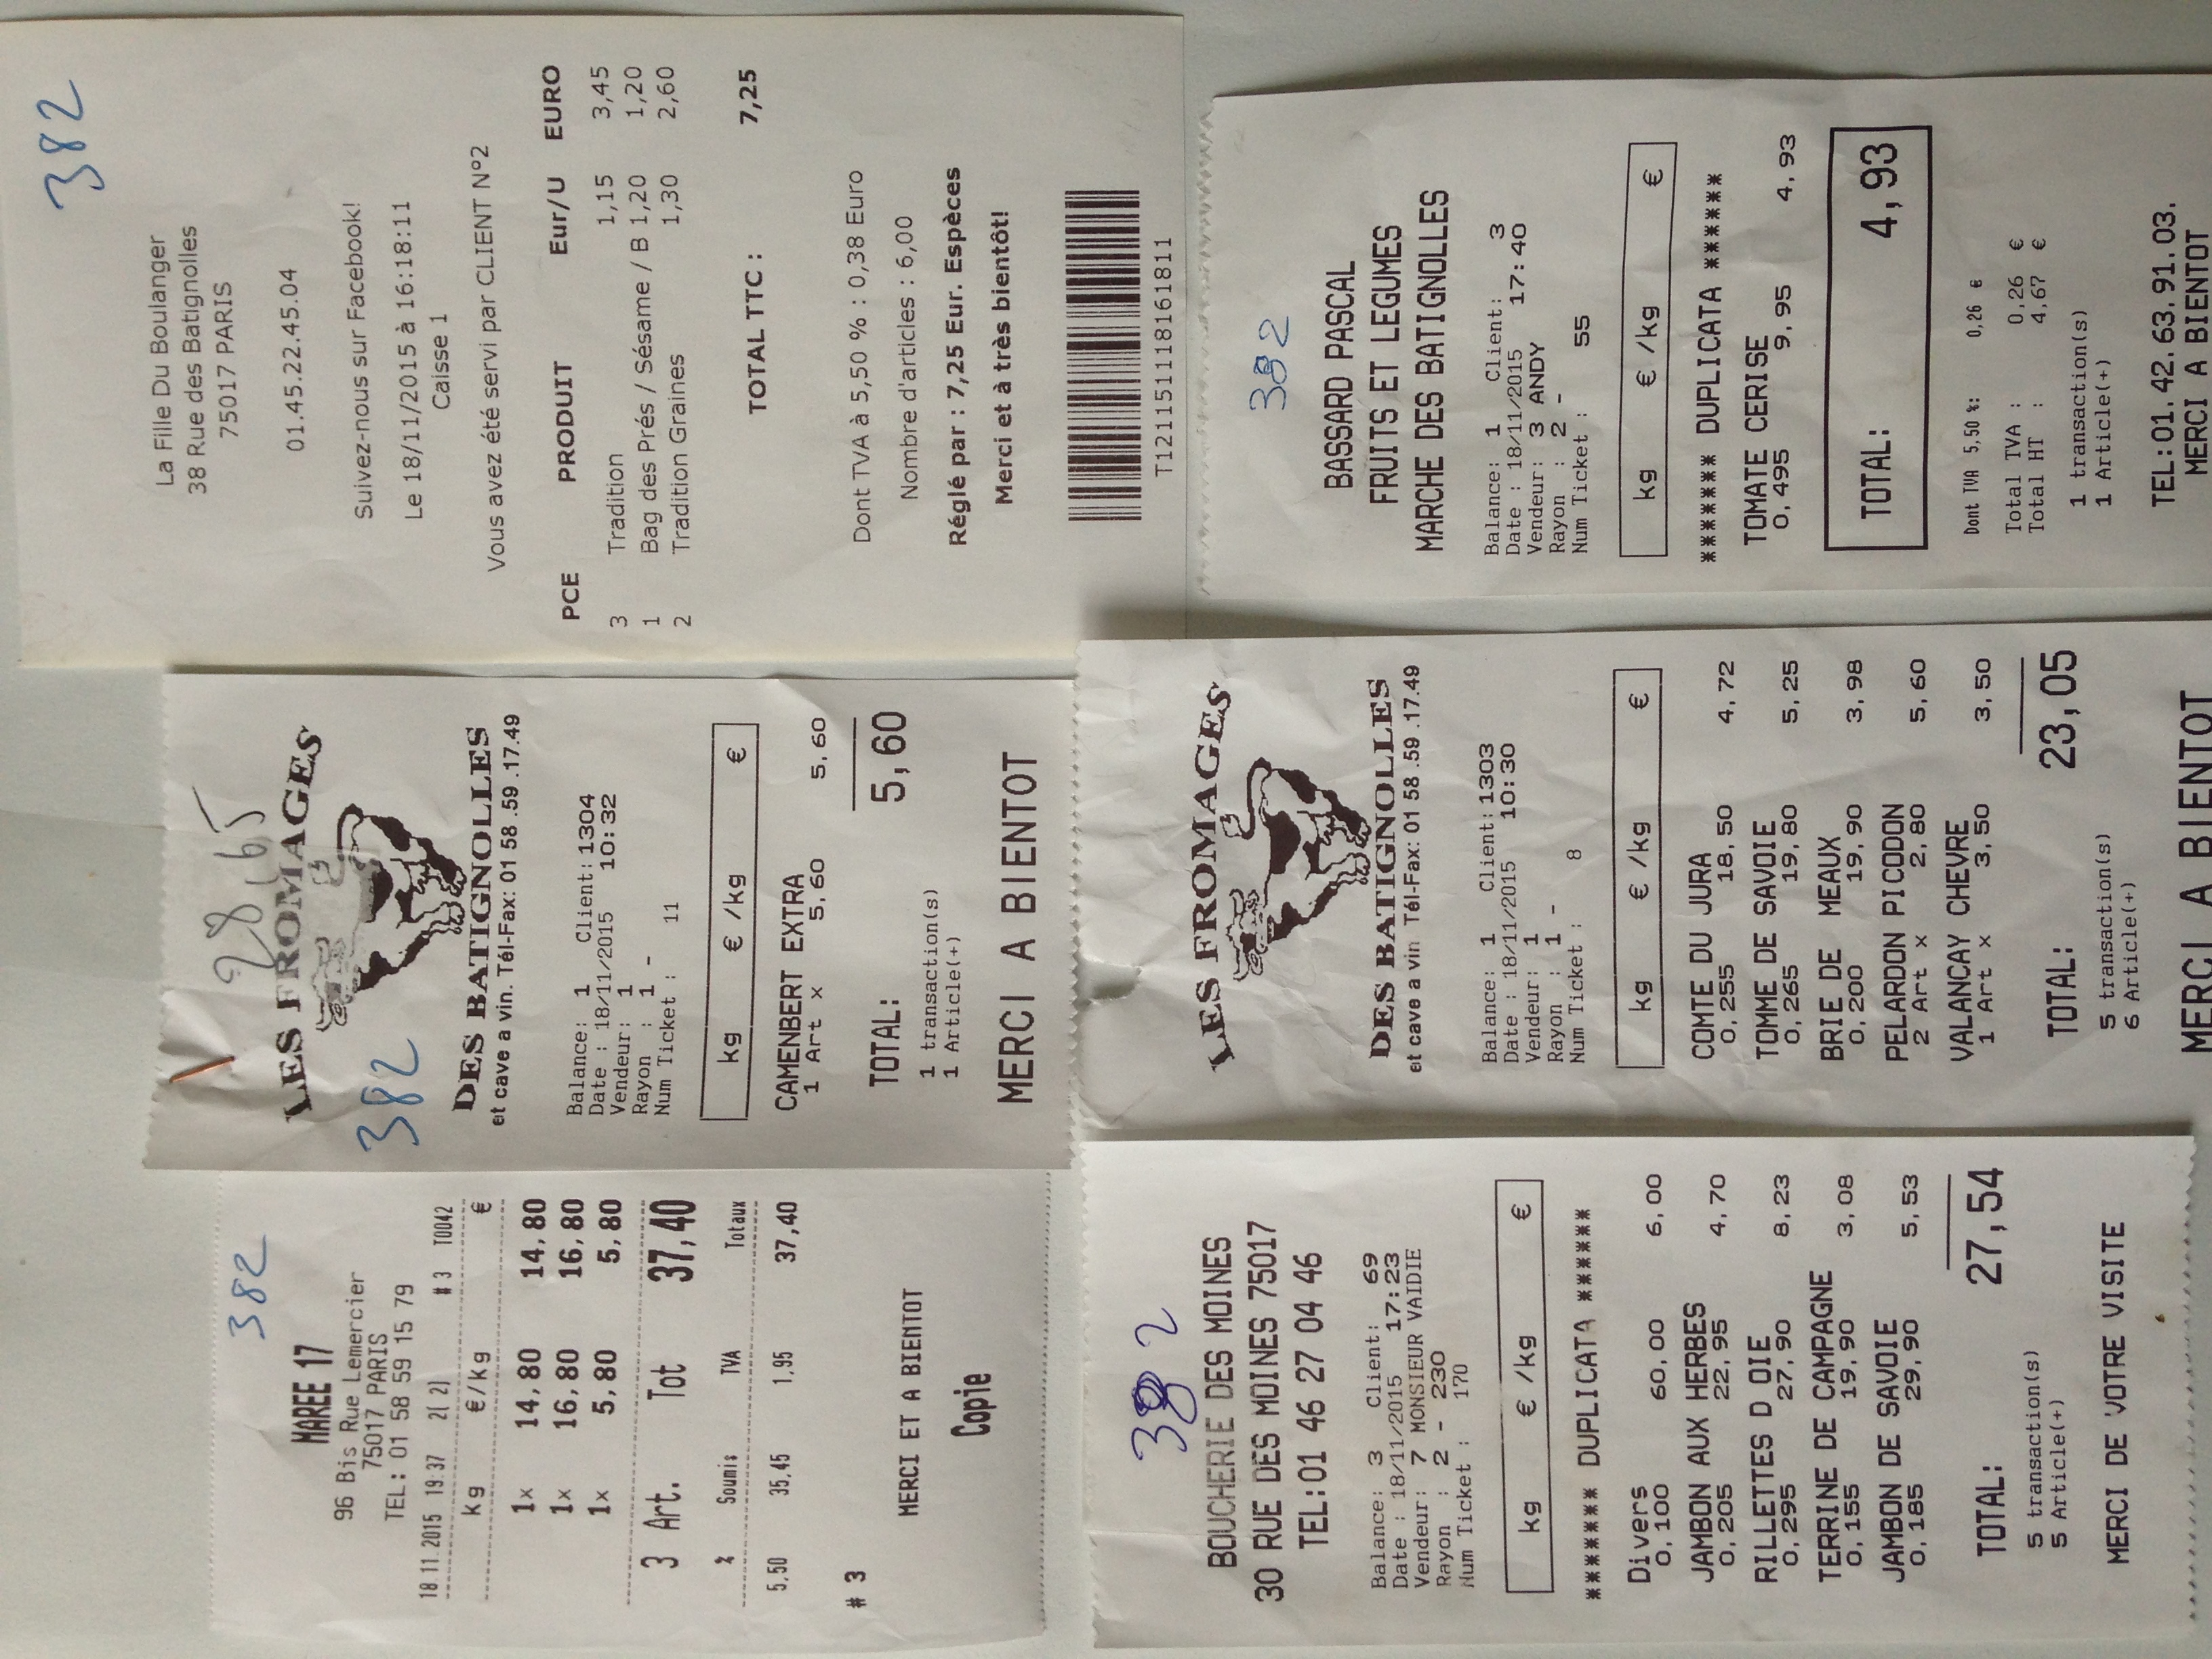 382
MAREE 17
96 Bis Rue Lemercier
75017 PARIS
TEL: 01 58 59 15 79
18.11.2015 19:37 2( 2) # 3 T0042
kg €/kg €
1x 14,80 14,80
1x 16,80 16,80
1x 5,80 5,80
3 Art. Tot 37,40
% Soumis TVA Totaux
5,50 35,45 1,95 37,40
# 3
MERCI ET A BIENTOT
Copie
28,65
LES FROMAGES
382
DES BATIGNOLLES
et cave a vin. Tél-Fax: 01 58 .59 .17.49
Balance: 1 Client: 1304
Date : 18/11/2015 10:32
Vendeur: 1
Rayon : 1 -
Num Ticket : 11
kg € /kg €
CAMENBERT EXTRA
1 Art x 5,60 5,60
TOTAL: 5,60
1 transaction(s)
1 Article(+)
MERCI A BIENTOT
382
La Fille Du Boulanger
38 Rue des Batignolles
75017 PARIS
01.45.22.45.04
Suivez-nous sur Facebook!
Le 18/11/2015 à 16:18:11
Caisse 1
Vous avez été servi par CLIENT N°2
PCE PRODUIT Eur/U EURO
3 Tradition 1,15 3,45
1 Bag des Prés / Sésame / B 1,20 1,20
2 Tradition Graines 1,30 2,60
TOTAL TTC : 7,25
Dont TVA à 5,50 % : 0,38 Euro
Nombre d'articles : 6,00
Réglé par : 7,25 Eur. Espèces
Merci et à très bientôt!
T121151118161811
382
BOUCHERIE DES MOINES
30 RUE DES MOINES 75017
TEL:01 46 27 04 46
Balance: 3 Client: 69
Date : 18/11/2015 17:23
Vendeur: 7 MONSIEUR VAIDIE
Rayon : 2 - 230
Num Ticket : 170
kg € /kg €
******* DUPLICATA ******
Divers
0,100 60,00 6,00
JAMBON AUX HERBES
0,205 22,95 4,70
RILLETTES D OIE
0,295 27,90 8,23
TERRINE DE CAMPAGNE
0,155 19,90 3,08
JAMBON DE SAVOIE
0,185 29,90 5,53
TOTAL: 27,54
5 transaction(s)
5 Article(+)
MERCI DE VOTRE VISITE
LES FROMAGES
DES BATIGNOLLES
et cave a vin Tél-Fax: 01 58 .59 .17.49
Balance: 1 Client: 1303
Date : 18/11/2015 10:30
Vendeur: 1
Rayon : 1 -
Num Ticket : 8
kg € /kg €
COMTE DU JURA
0,255 18,50 4,72
TOMME DE SAVOIE
0,265 19,80 5,25
BRIE DE MEAUX
0,200 19,90 3,98
PELARDON PICODON
2 Art x 2,80 5,60
VALANCAY CHEVRE
1 Art x 3,50 3,50
TOTAL: 23,05
5 transaction(s)
6 Article(+)
MERCI A BIENTOT
382
BASSARD PASCAL
FRUITS ET LEGUMES
MARCHE DES BATIGNOLLES
Balance: 1 Client: 3
Date : 18/11/2015 17:40
Vendeur: 3 ANDY
Rayon : 2 -
Num Ticket : 55
kg € /kg €
******* DUPLICATA ******
TOMATE CERISE
0,495 9,95 4,93
TOTAL: 4,93
Dont TVA 5,50 %: 0,26 €
Total TVA : 0,26 €
Total HT : 4,67 €
1 transaction(s)
1 Article(+)
TEL:01.42.63.91.03.
MERCI A BIENTOT